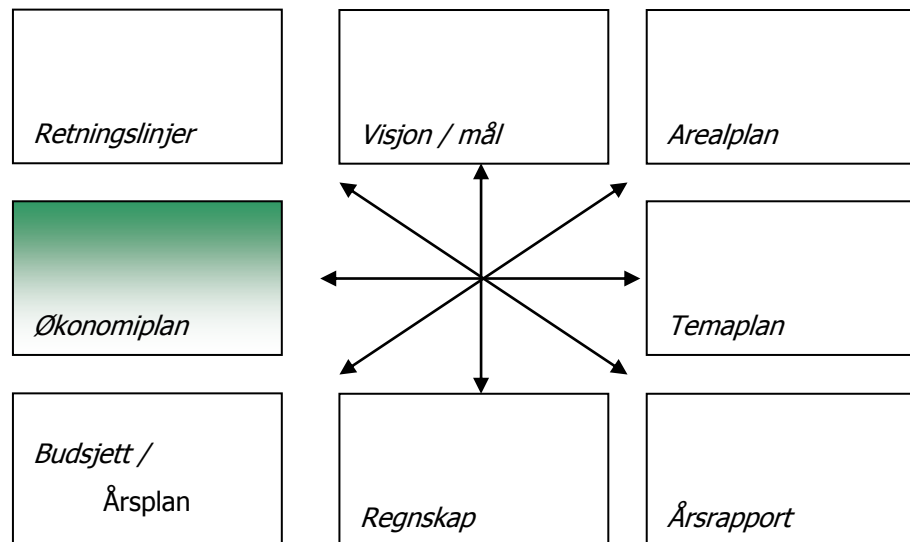 Retningslinjer
Visjon / mål
Arealplan
Økonomiplan
Temaplan
Budsjett /
Årsplan
Regnskap
Årsrapport